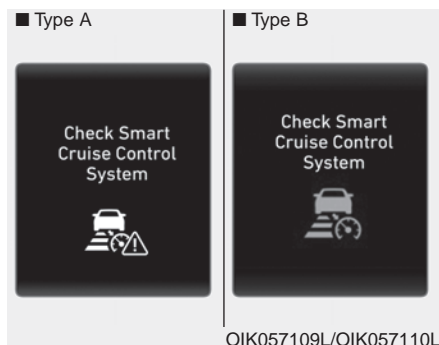 ■ Type A
■ Type B
Check Smart
Cruise Control
System
Check Smart
Cruise Control
System
OIK057109L/OIK057110L